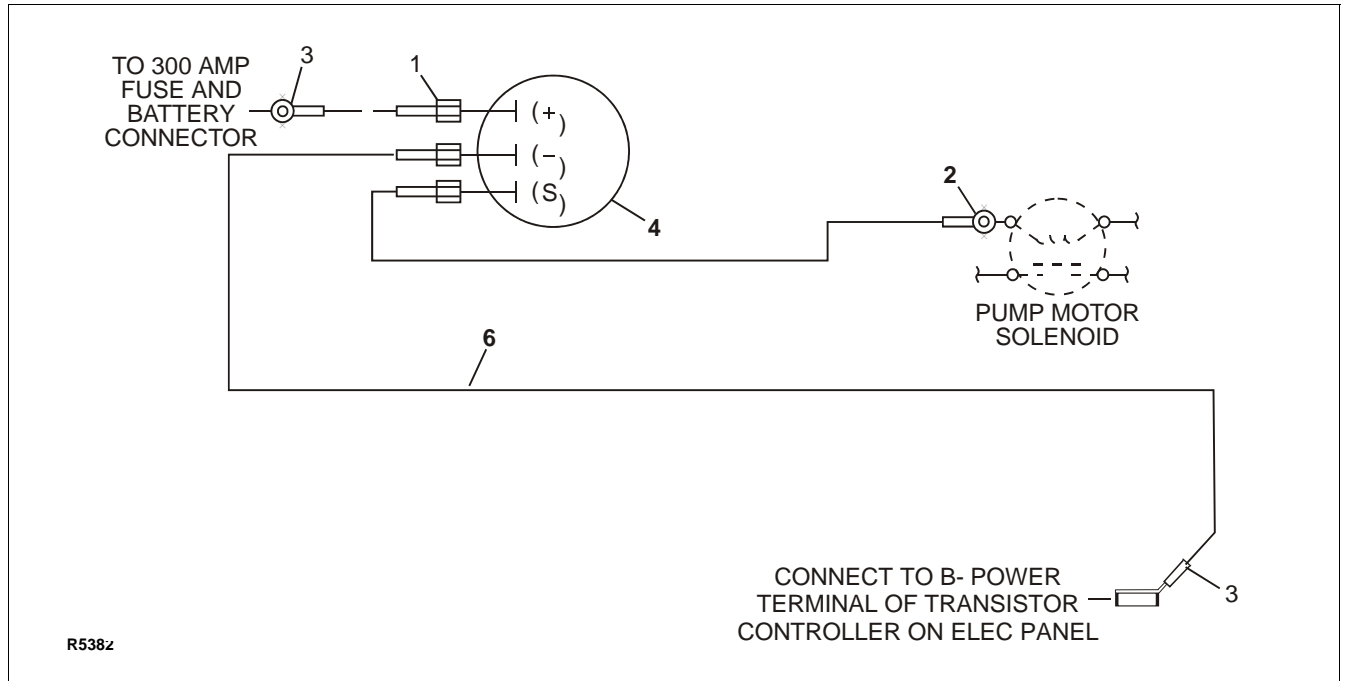 TO 300 AMP
FUSE AND
BATTERY
CONNECTOR
3
1
(+)
(-)
(S)
4
2
PUMP MOTOR
SOLENOID
6
CONNECT TO B- POWER
TERMINAL OF TRANSISTOR
CONTROLLER ON ELEC PANEL
3
R5382